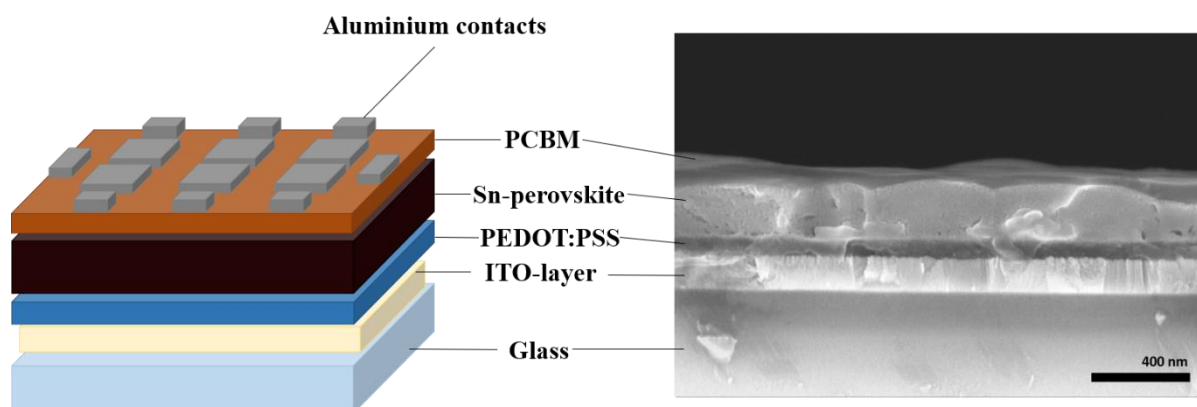 Aluminium contacts
PCBM
Sn-perovskite
PEDOT:PSS
ITO-layer
Glass
400 nm